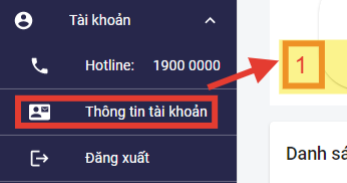 Tài khoản
Hotline: 1900 0000
1
Thông tin tài khoản
Đăng xuất
Danh sá